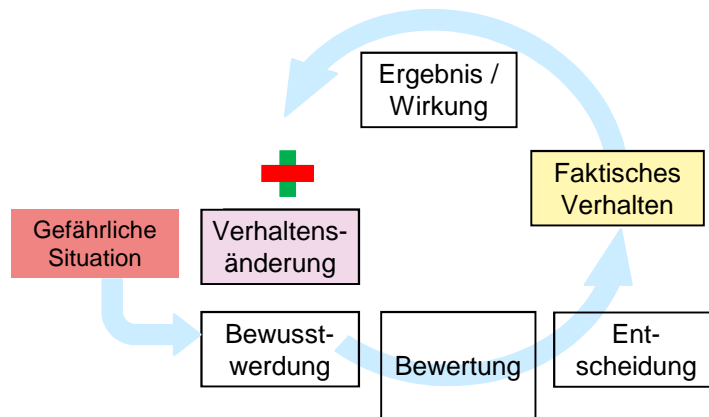 Ergebnis /
Wirkung
Faktisches
Verhalten
Gefährliche
Situation
Verhaltens-
änderung
Bewusst-
werdung
Bewertung
Ent-
scheidung